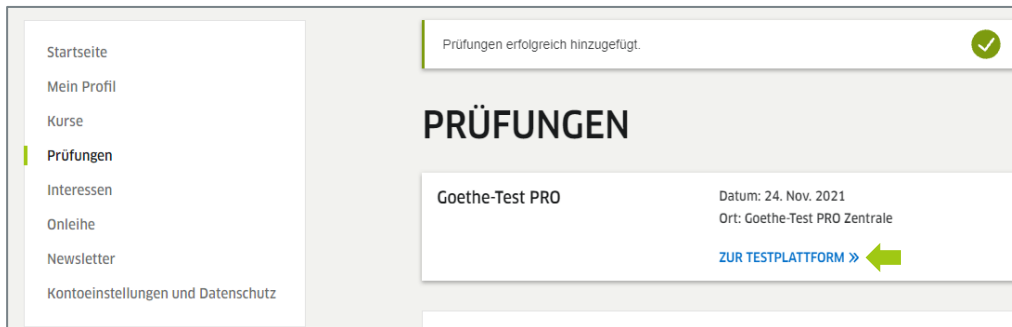 Startseite
Mein Profil
Kurse
Prüfungen
Interessen
Onleihe
Newsletter
Kontoeinstellungen und Datenschutz
Prüfungen erfolgreich hinzugefügt.
PRÜFUNGEN
Goethe-Test PRO
Datum: 24. Nov. 2021
Ort: Goethe-Test PRO Zentrale
ZUR TESTPLATTFORM »